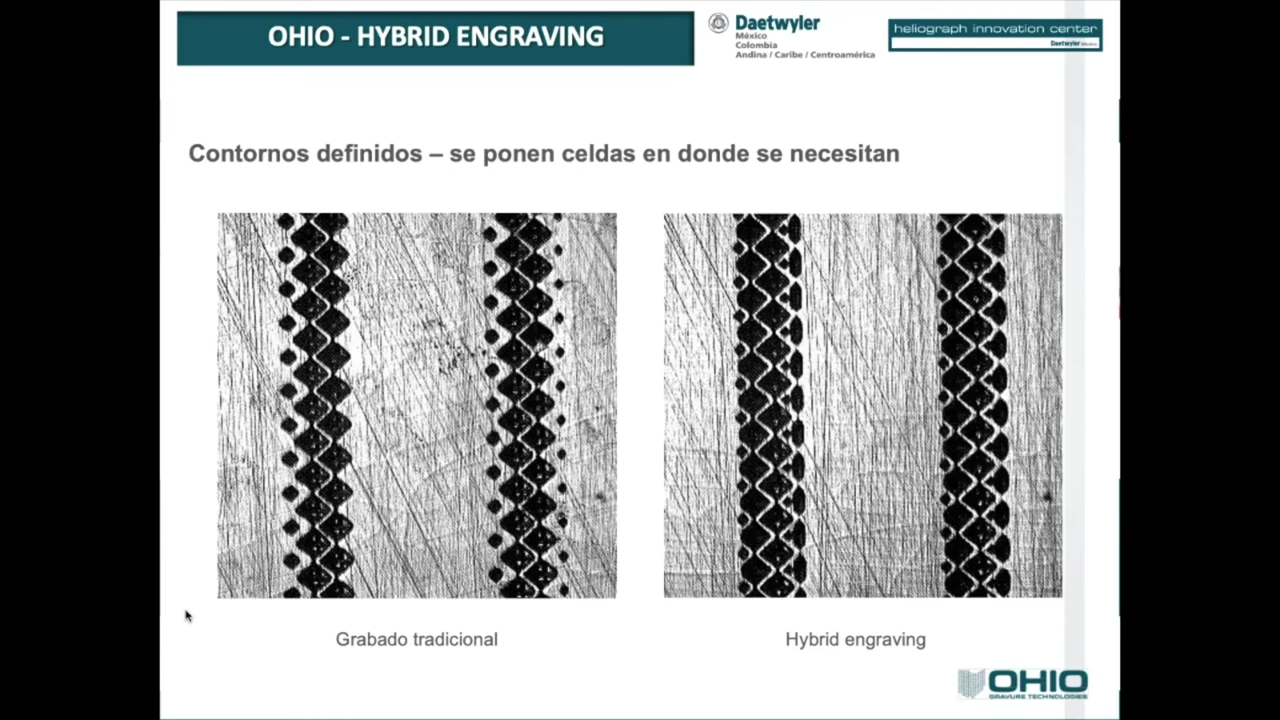 OHIO - HYBRID ENGRAVING
Daetwyler
México
Colombia
Andina / Caribe / Centroamérica
heliograph innovation center
Daetwyler México
Contornos definidos – se ponen celdas en donde se necesitan
Grabado tradicional
Hybrid engraving
OHIO
GRAVURE TECHNOLOGIES